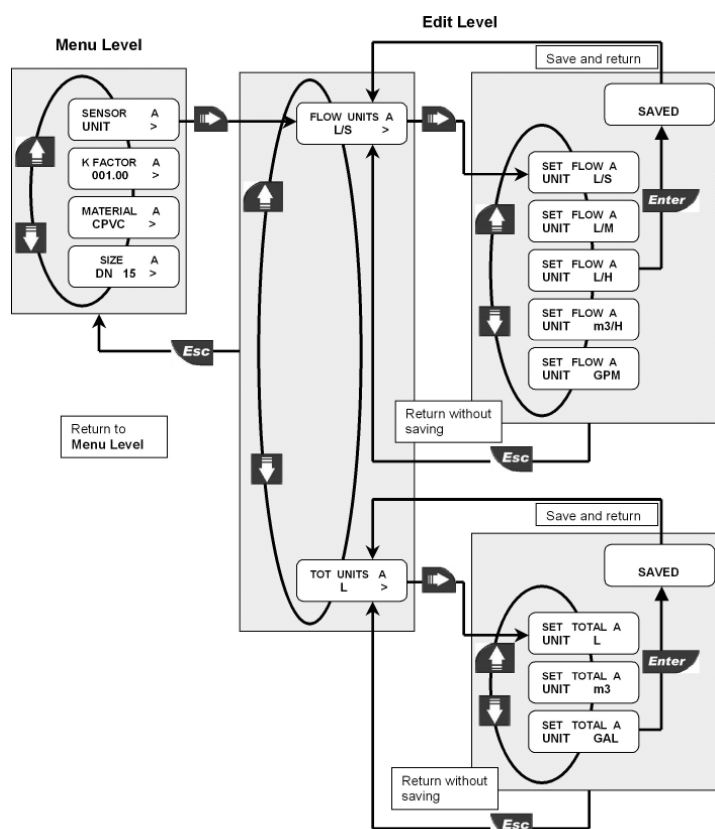 Menu Level
SENSOR A
UNIT >
K FACTOR A
001.00 >
MATERIAL A
CPVC >
SIZE A
DN 15 >
Esc
Return to
Menu Level
Edit Level
FLOW UNITS A
L/S >
TOT UNITS A
L >
Save and return
SAVED
SET FLOW A
UNIT L/S
SET FLOW A
UNIT L/M
SET FLOW A
UNIT L/H
SET FLOW A
UNIT m3/H
SET FLOW A
UNIT GPM
Enter
Return without
saving
Esc
Save and return
SAVED
SET TOTAL A
UNIT L
SET TOTAL A
UNIT m3
SET TOTAL A
UNIT GAL
Enter
Return without
saving
Esc